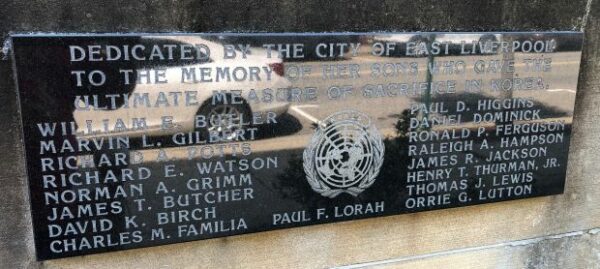 DEDICATED BY THE CITY OF EAST LIVERPOOL
TO THE MEMORY OF HER SONS WHO GAVE THE
ULTIMATE MEASURE OF SACRIFICE IN KOREA.
WILLIAM E. BUTLER
MARVIN L. GILBERT
RICHARD A. POTTS
RICHARD E. WATSON
NORMAN A. GRIMM
JAMES T. BUTCHER
DAVID K. BIRCH
CHARLES M. FAMILIA
PAUL F. LORAH
PAUL D. HIGGINS
DANIEL DOMINICK
RONALD P. FERGUSON
RALEIGH A. HAMPSON
JAMES R. JACKSON
HENRY T. THURMAN, JR.
THOMAS J. LEWIS
ORRIE G. LUTTON